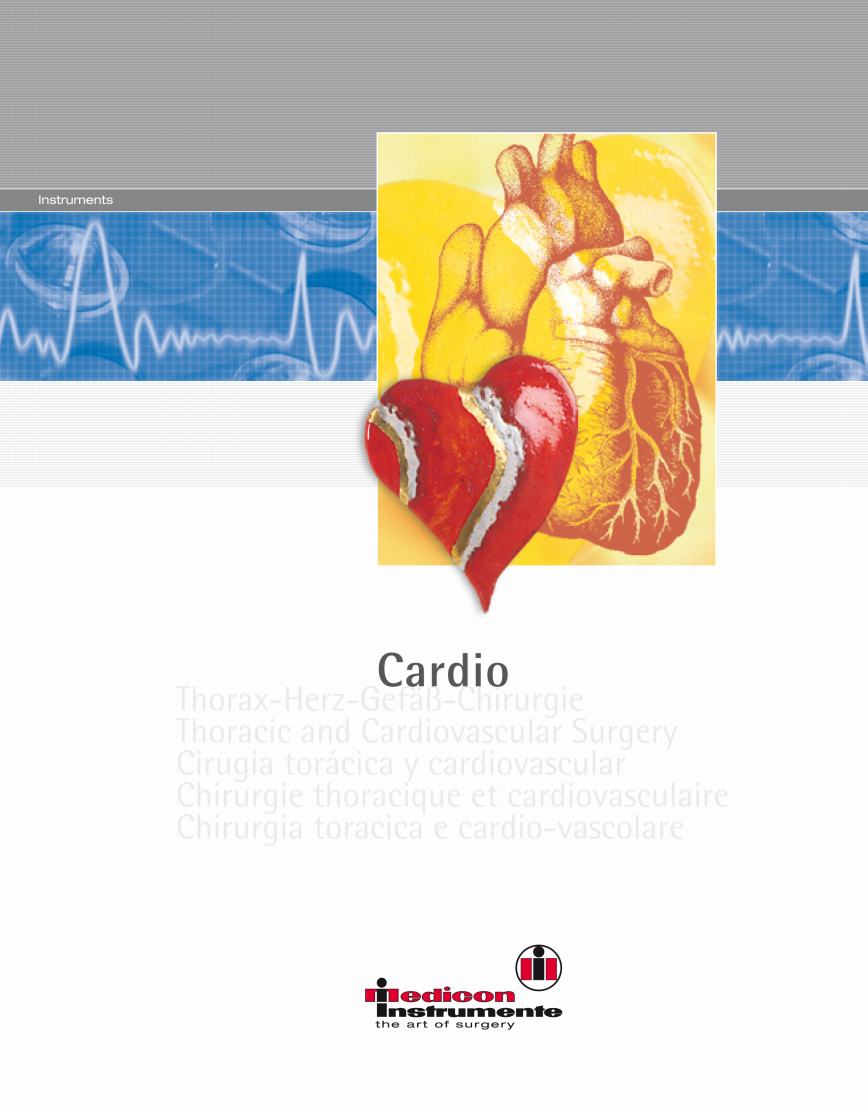 Instruments
Cardio
Thorax-Herz-Gefäß-Chirurgie
Thoracic and Cardiovascular Surgery
Cirugía torácica y cardiovascular
Chirurgie thoracique et cardiovasculaire
Chirurgia toracica e cardio-vascolare
medicon
instrumente
the art of surgery